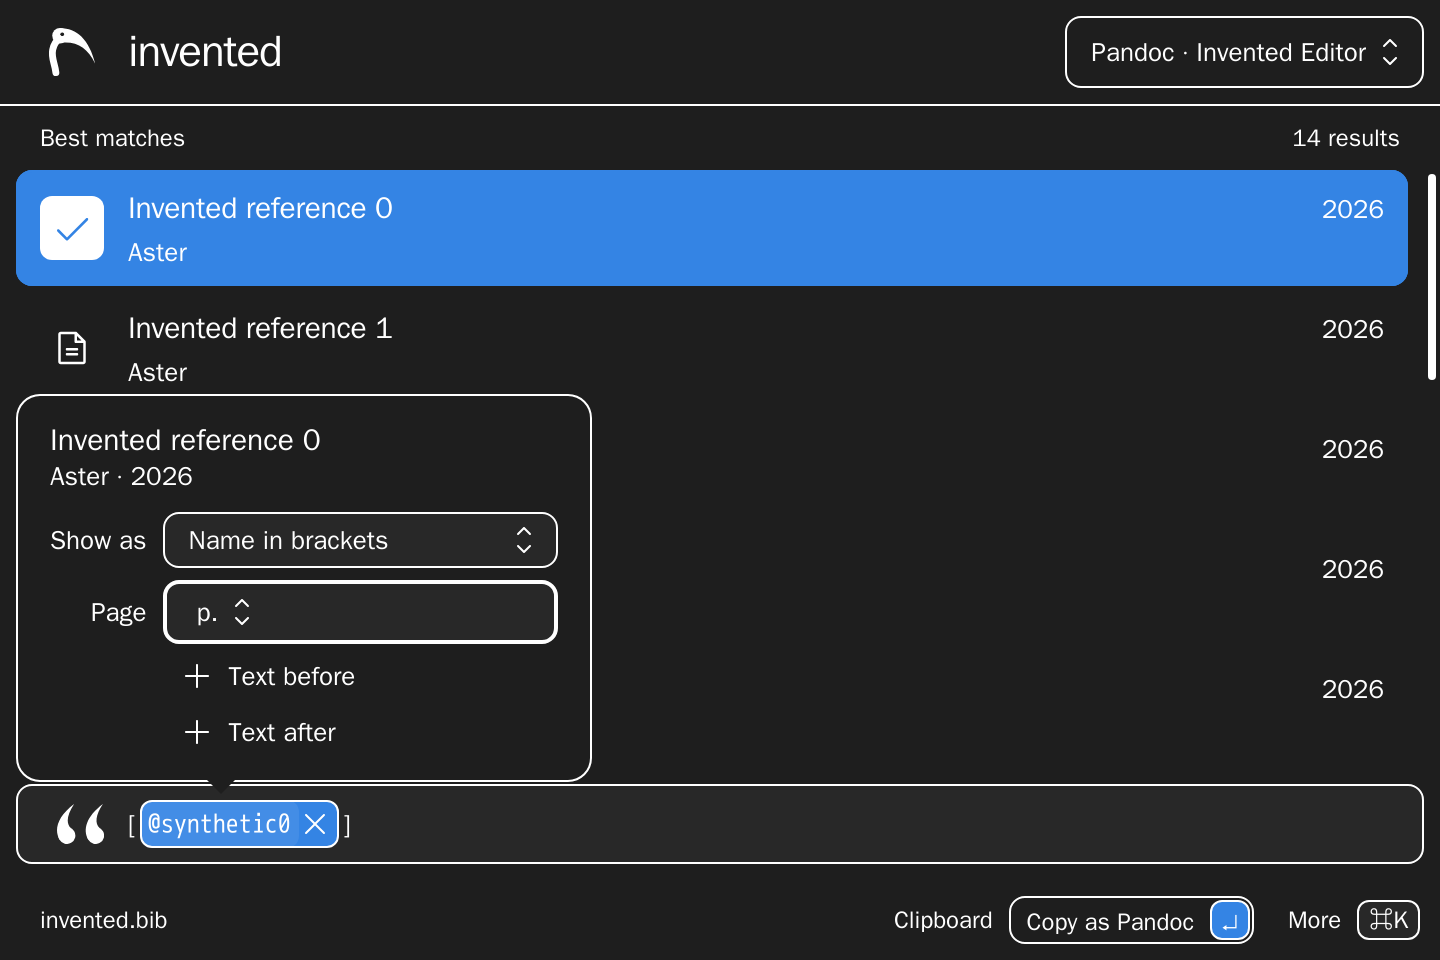 invented
Pandoc · Invented Editor
Best matches
14 results
Invented reference 0
2026
Aster
Invented reference 1
2026
Aster
2026
2026
2026
Invented reference 0
Aster · 2026
Show as
Name in brackets
Page
p.
Text before
Text after
[@synthetic0]
invented.bib
Clipboard
Copy as Pandoc
More
⌘K